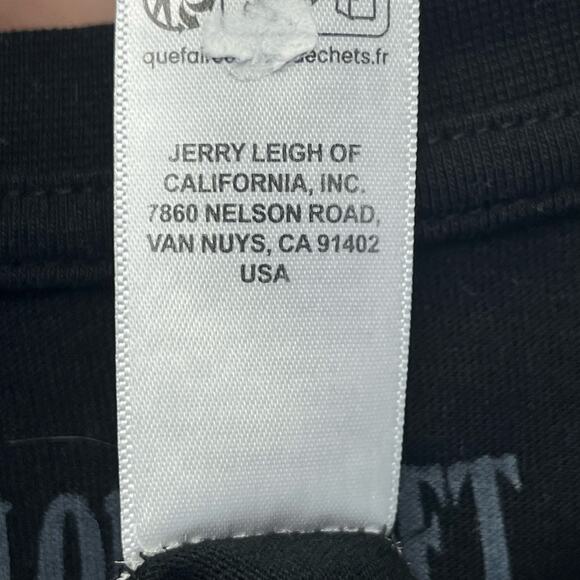 JERRY LEIGH OF
CALIFORNIA, INC.
7860 NELSON ROAD,
VAN NUYS, CA 91402
USA